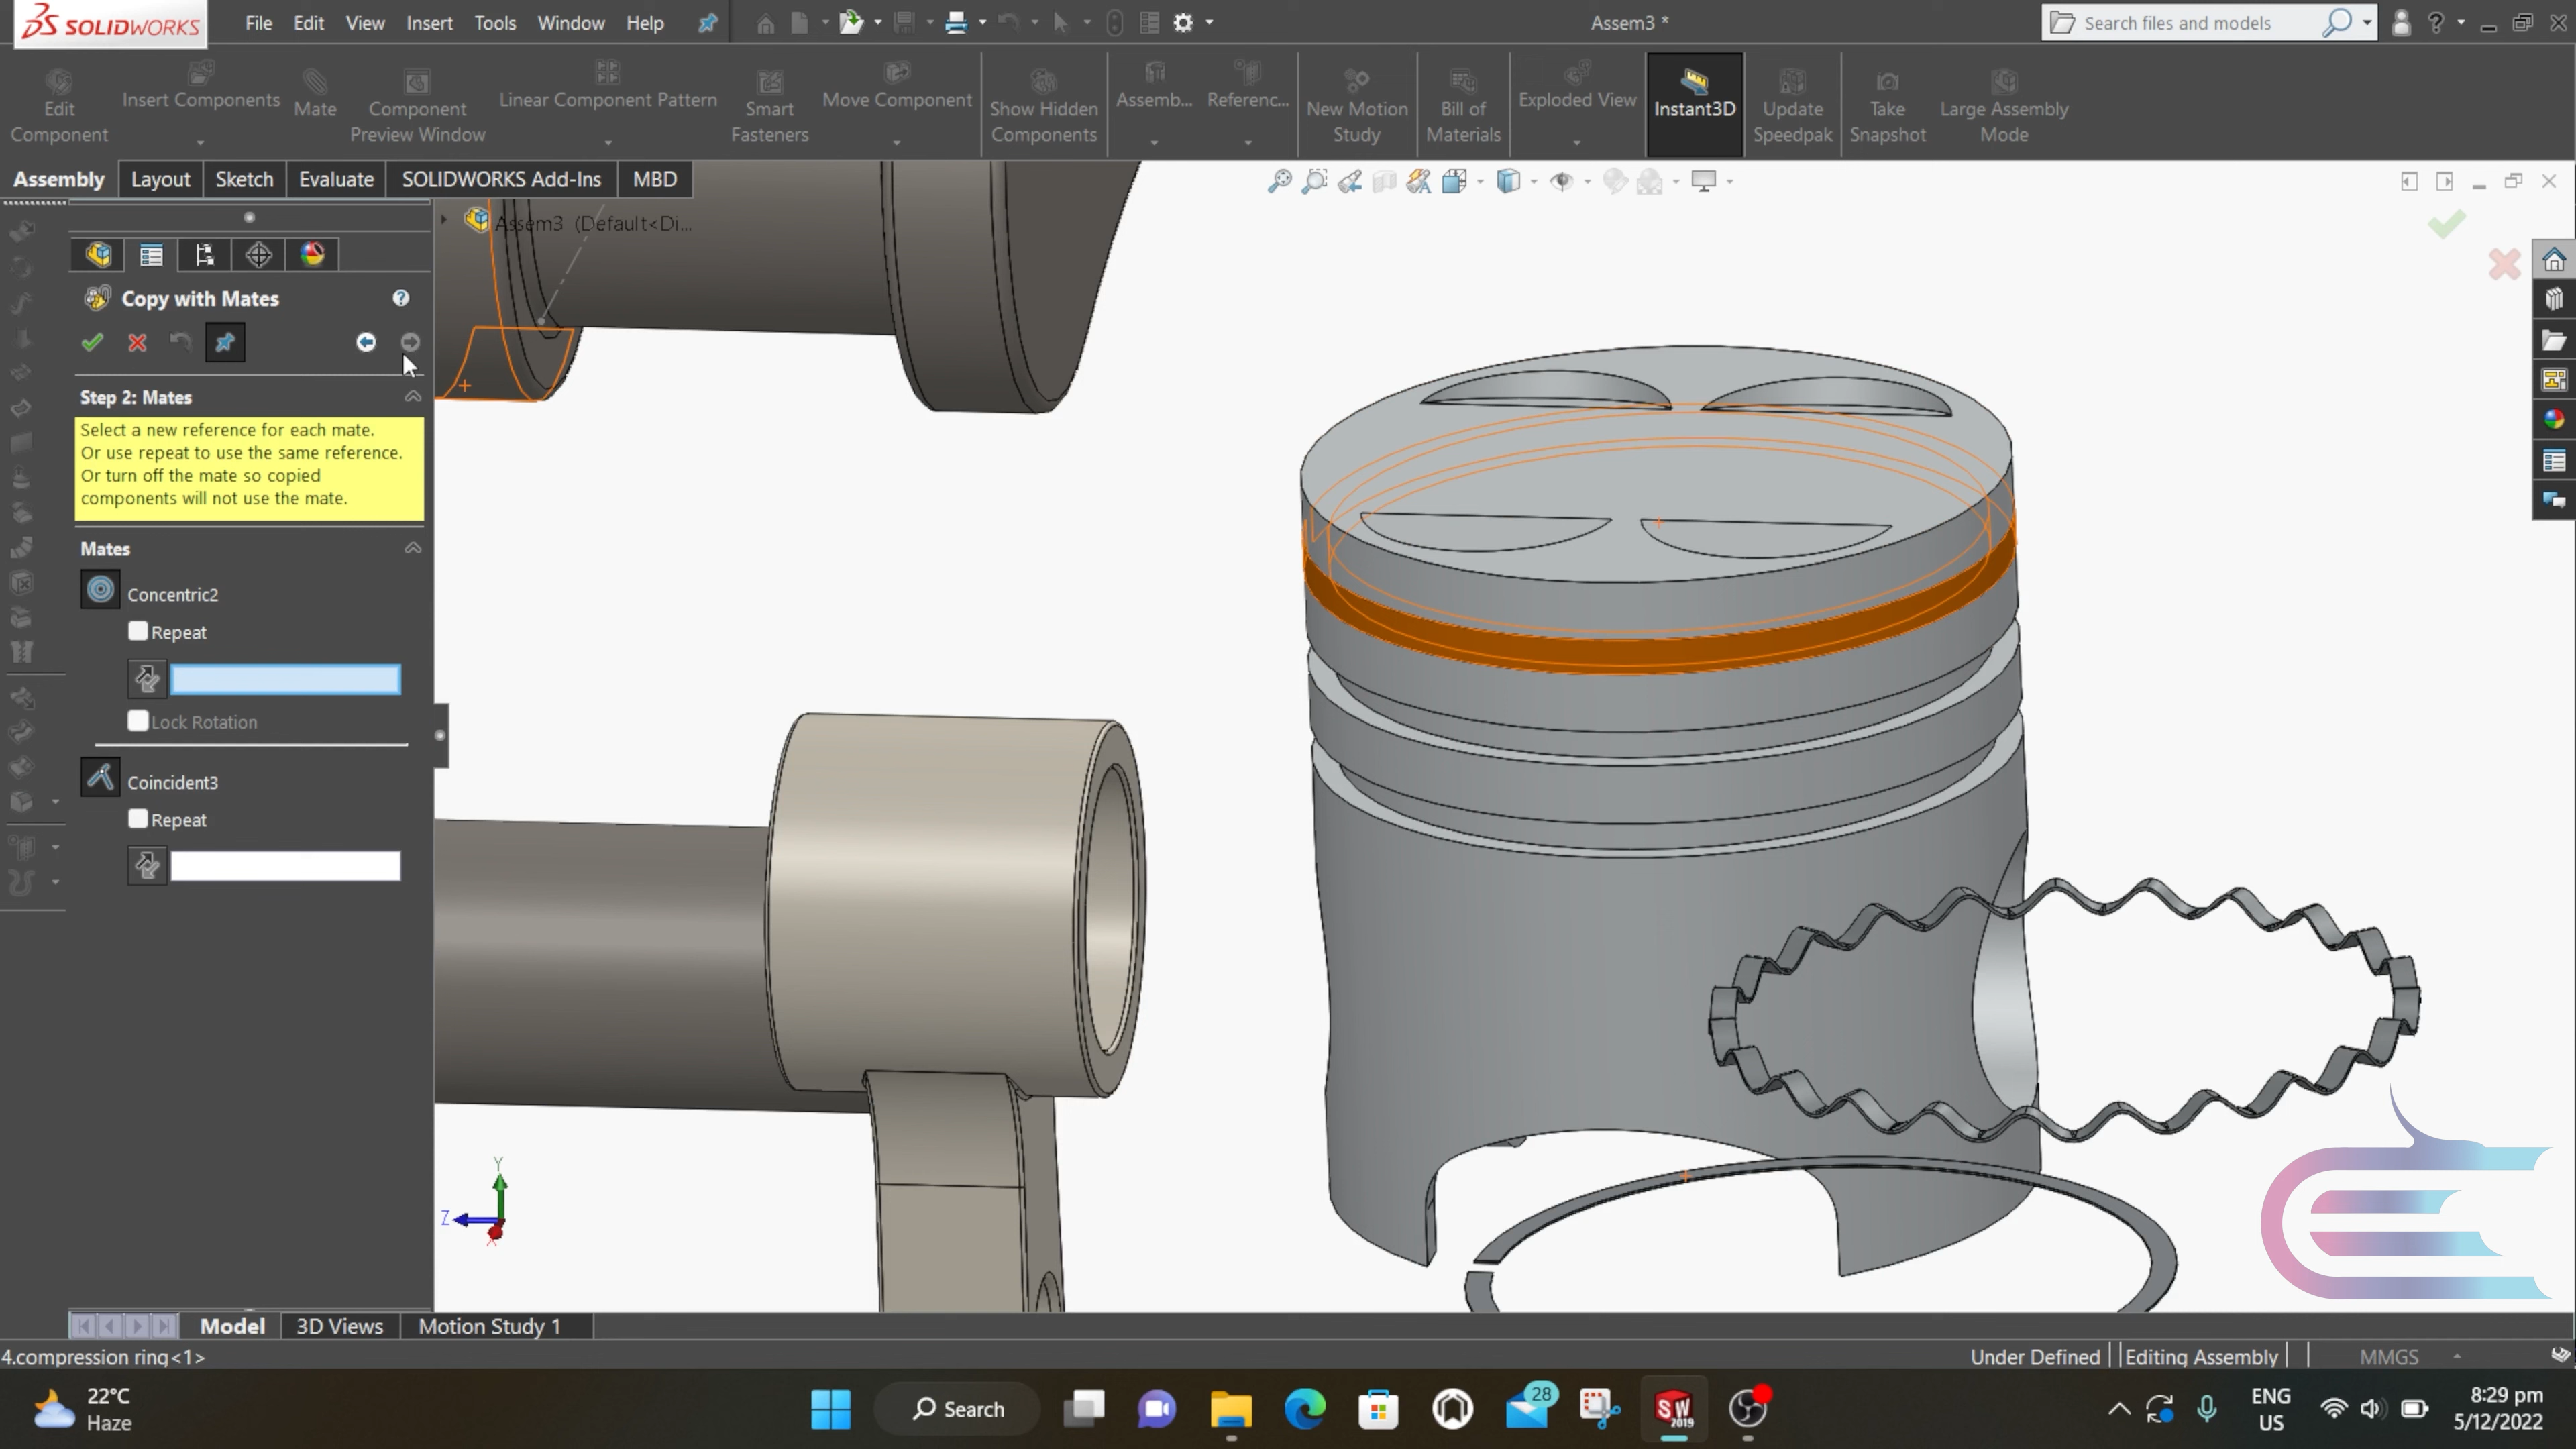 SOLIDWORKS File Edit View Insert Tools Window Help Assem3 * Search files and models
Edit Component
Insert Components
Mate
Component Preview Window
Linear Component Pattern
Smart Fasteners
Move Component
Show Hidden Components
Assemb...
Referenc...
New Motion Study
Bill of Materials
Exploded View
Instant3D
Update Speedpak
Take Snapshot
Large Assembly Mode
Assembly Layout Sketch Evaluate SOLIDWORKS Add-Ins MBD
Assem3 (Default<Di...
Copy with Mates
Step 2: Mates
Select a new reference for each mate.
Or use repeat to use the same reference.
Or turn off the mate so copied
components will not use the mate.
Mates
Concentric2
Repeat
Lock Rotation
Coincident3
Repeat
Y
Z
X
Model 3D Views Motion Study 1
4.compression ring<1> Under Defined Editing Assembly MMGS
22°C
Haze
Search
28
SW
2019
ENG
US
8:29 pm
5/12/2022